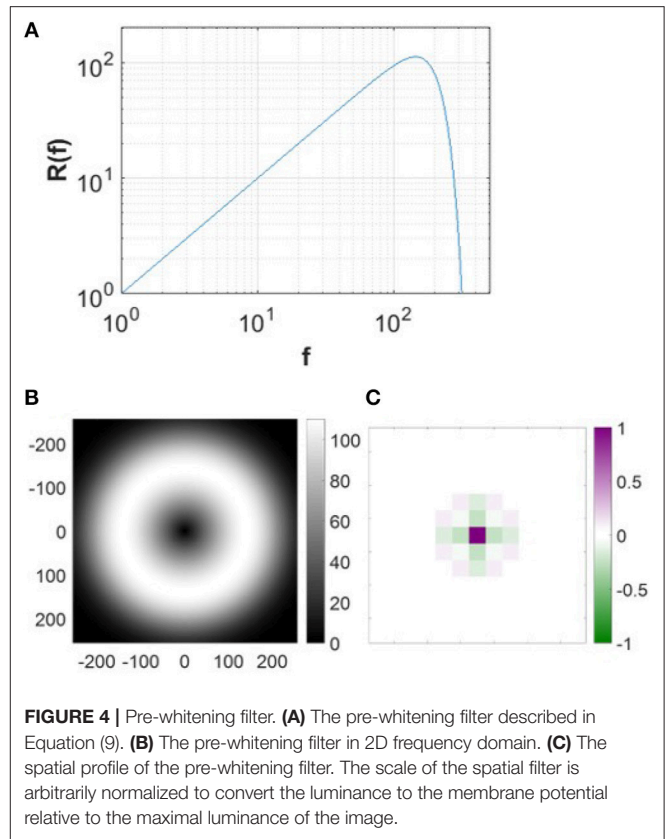 A
R(f)
10²
10¹
10⁰
10⁰ 10¹ 10²
f
B
-200
-100
0
100
200
-200 -100 0 100 200
100
80
60
40
20
0
C
1
0.5
0
-0.5
-1
FIGURE 4 | Pre-whitening filter. (A) The pre-whitening filter described in
Equation (9). (B) The pre-whitening filter in 2D frequency domain. (C) The
spatial profile of the pre-whitening filter. The scale of the spatial filter is
arbitrarily normalized to convert the luminance to the membrane potential
relative to the maximal luminance of the image.